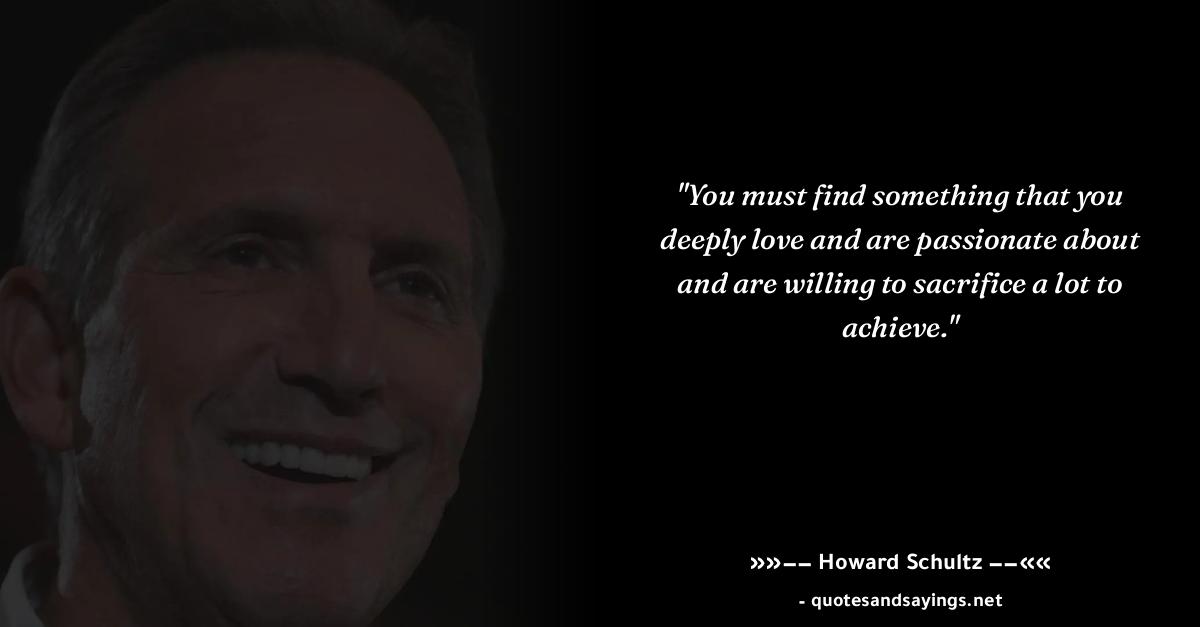 "You must find something that you
deeply love and are passionate about
and are willing to sacrifice a lot to
achieve."
»»–– Howard Schultz ––««
- quotesandsayings.net